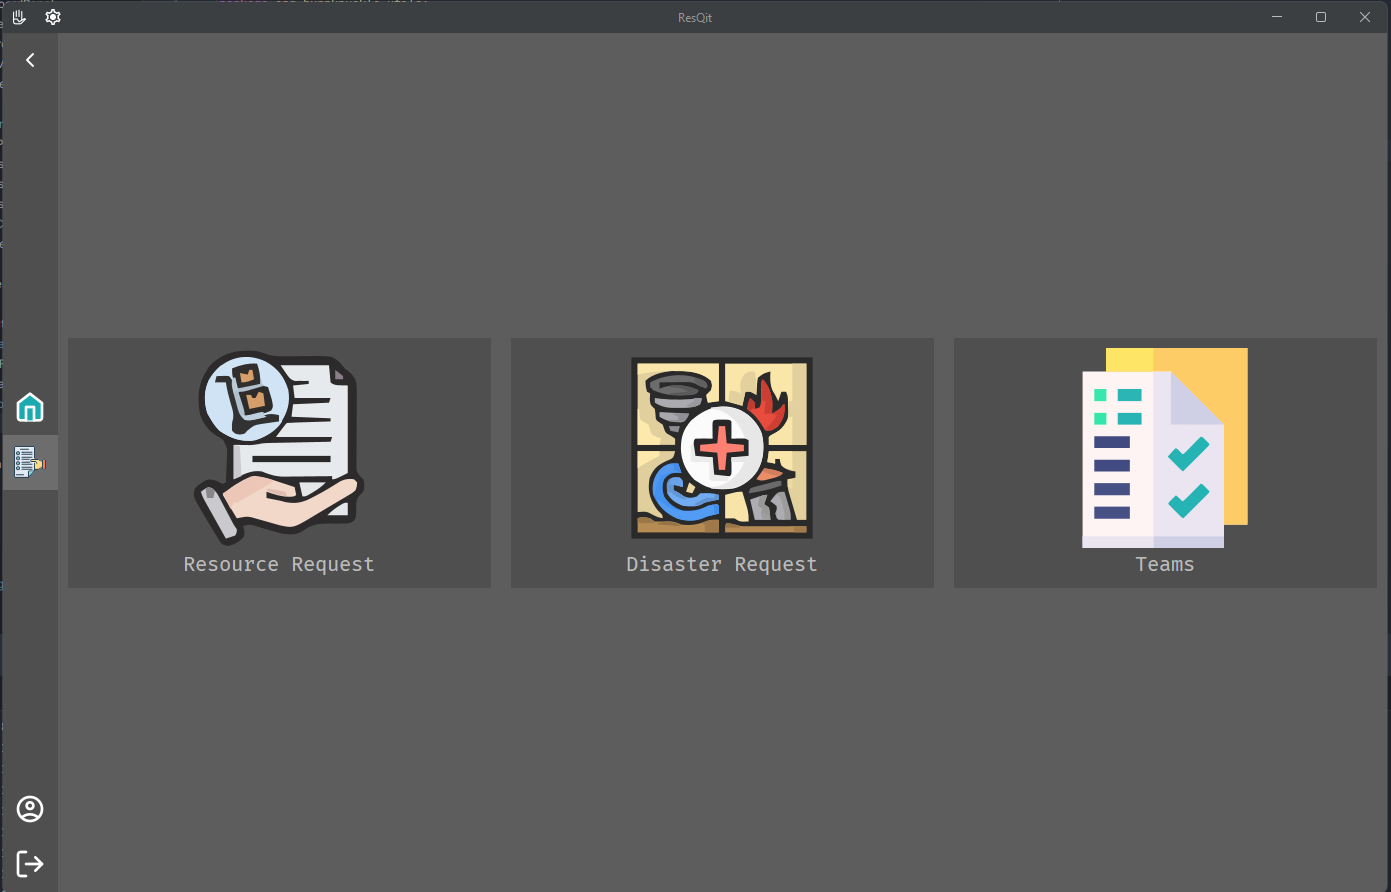 ResQit
Resource Request
Disaster Request
Teams